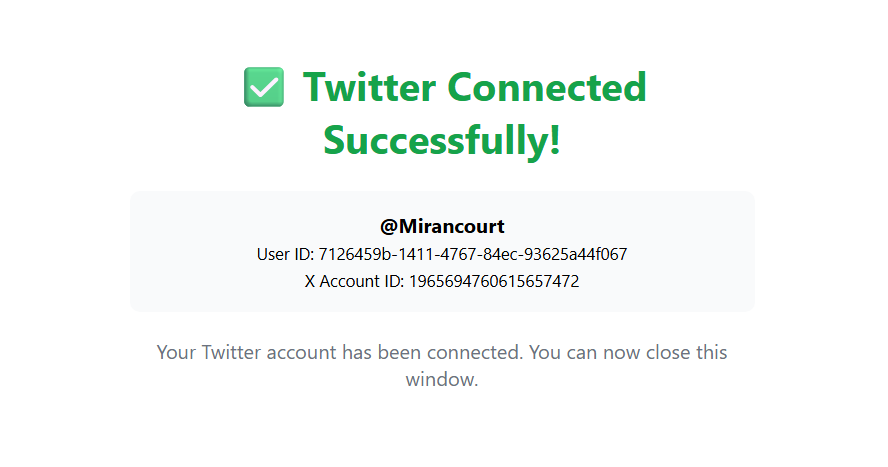 ✅ Twitter Connected
Successfully!
@Mirancourt
User ID: 7126459b-1411-4767-84ec-93625a44f067
X Account ID: 1965694760615657472
Your Twitter account has been connected. You can now close this
window.